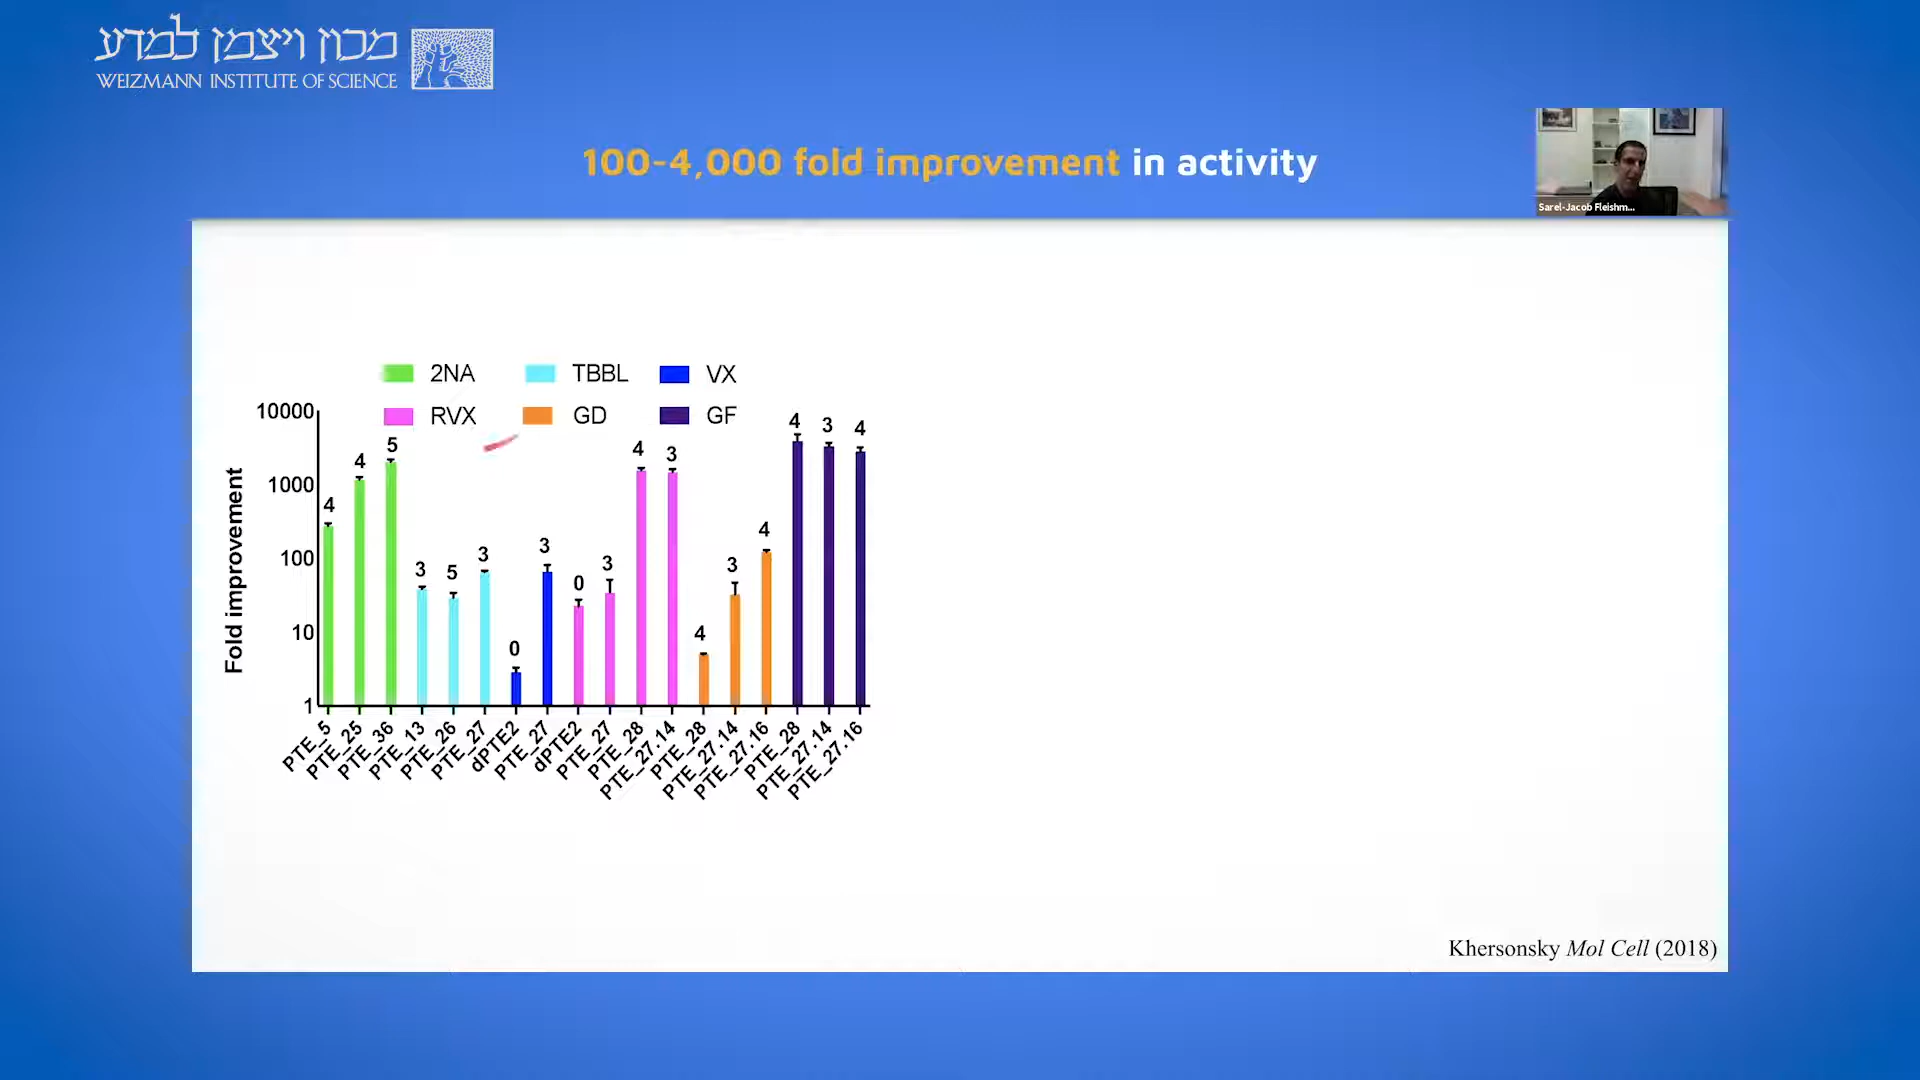 מכון ויצמן למדע
WEIZMANN INSTITUTE OF SCIENCE
100-4,000 fold improvement in activity
Sarel-Jacob Fleishm...
2NA TBBL VX
RVX GD GF
Fold improvement
10000
1000
100
10
1
4 4 5 3 5 3 0 3 0 3 4 3 4 3 4 4 3 4
PTE_5
PTE_25
PTE_36
PTE_13
PTE_26
PTE_27
dPTE2
PTE_27
dPTE2
PTE_27
PTE_28
PTE_27.14
PTE_28
PTE_27.14
PTE_27.16
PTE_28
PTE_27.14
PTE_27.16
Khersonsky Mol Cell (2018)